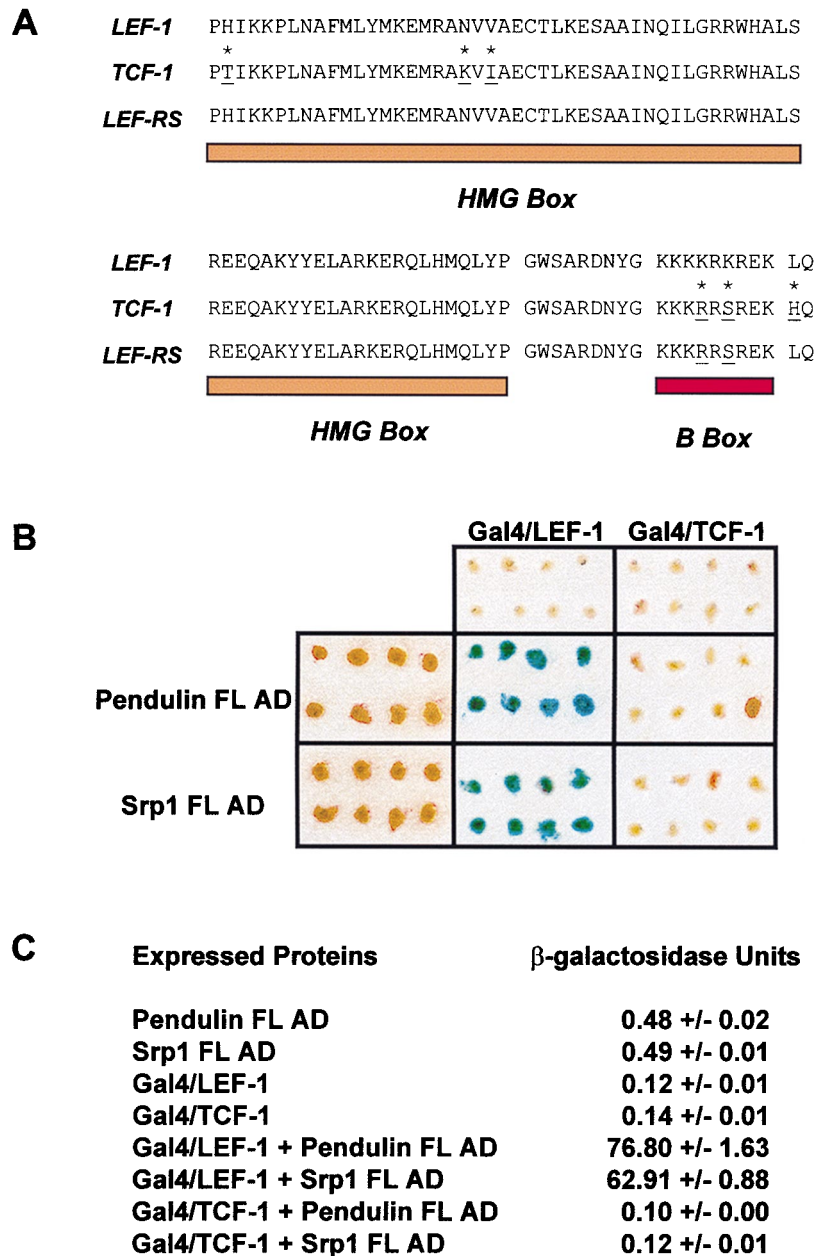 A
LEF-1 PHIKKPLNAFMLYMKEMRANVVAECTLKESAAINQILGRRWHALS
* * *
TCF-1 PTIKKPLNAFMLYMKEMRAKVIAECTLKESAAINQILGRRWHALS
LEF-RS PHIKKPLNAFMLYMKEMRANVVAECTLKESAAINQILGRRWHALS
HMG Box
LEF-1 REEQAKYYELARKERQLHMQLYP GWSARDNYG KKKKRKREK LQ
* * *
TCF-1 REEQAKYYELARKERQLHMQLYP GWSARDNYG KKKRRSREK HQ
LEF-RS REEQAKYYELARKERQLHMQLYP GWSARDNYG KKKRRSREK LQ
HMG Box B Box
B
Gal4/LEF-1 Gal4/TCF-1
Pendulin FL AD
Srp1 FL AD
C
Expressed Proteins β-galactosidase Units
Pendulin FL AD 0.48 +/- 0.02
Srp1 FL AD 0.49 +/- 0.01
Gal4/LEF-1 0.12 +/- 0.01
Gal4/TCF-1 0.14 +/- 0.01
Gal4/LEF-1 + Pendulin FL AD 76.80 +/- 1.63
Gal4/LEF-1 + Srp1 FL AD 62.91 +/- 0.88
Gal4/TCF-1 + Pendulin FL AD 0.10 +/- 0.00
Gal4/TCF-1 + Srp1 FL AD 0.12 +/- 0.01